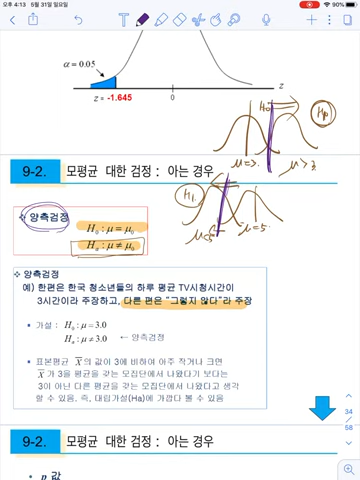 오후 4:13 5월 31일 일요일
90%
α = 0.05
z = -1.645
0
z
H₀
μ=3
μ>3
9-2. 모평균 대한 검정 : 아는 경우
❖ 양측검정
H₀ : μ = μ₀
Hₐ : μ ≠ μ₀
H₁
μ=5
❖ 양측검정
예) 한편은 한국 청소년들의 하루 평균 TV시청시간이
3시간이라 주장하고, 다른 편은 "그렇지 않다"라 주장
• 가설 : H₀ : μ = 3.0
Hₐ : μ ≠ 3.0 ← 양측검정
• 표본평균 X̄의 값이 3에 비하여 아주 작거나 크면
X̄가 3을 평균을 갖는 모집단에서 나왔다기 보다는
3이 아닌 다른 평균을 갖는 모집단에서 나왔다고 생각
할 수 있음. 즉, 대립가설(Ha)에 가깝다 볼 수 있음
34
/
58
9-2. 모평균 대한 검정 : 아는 경우
• p 값